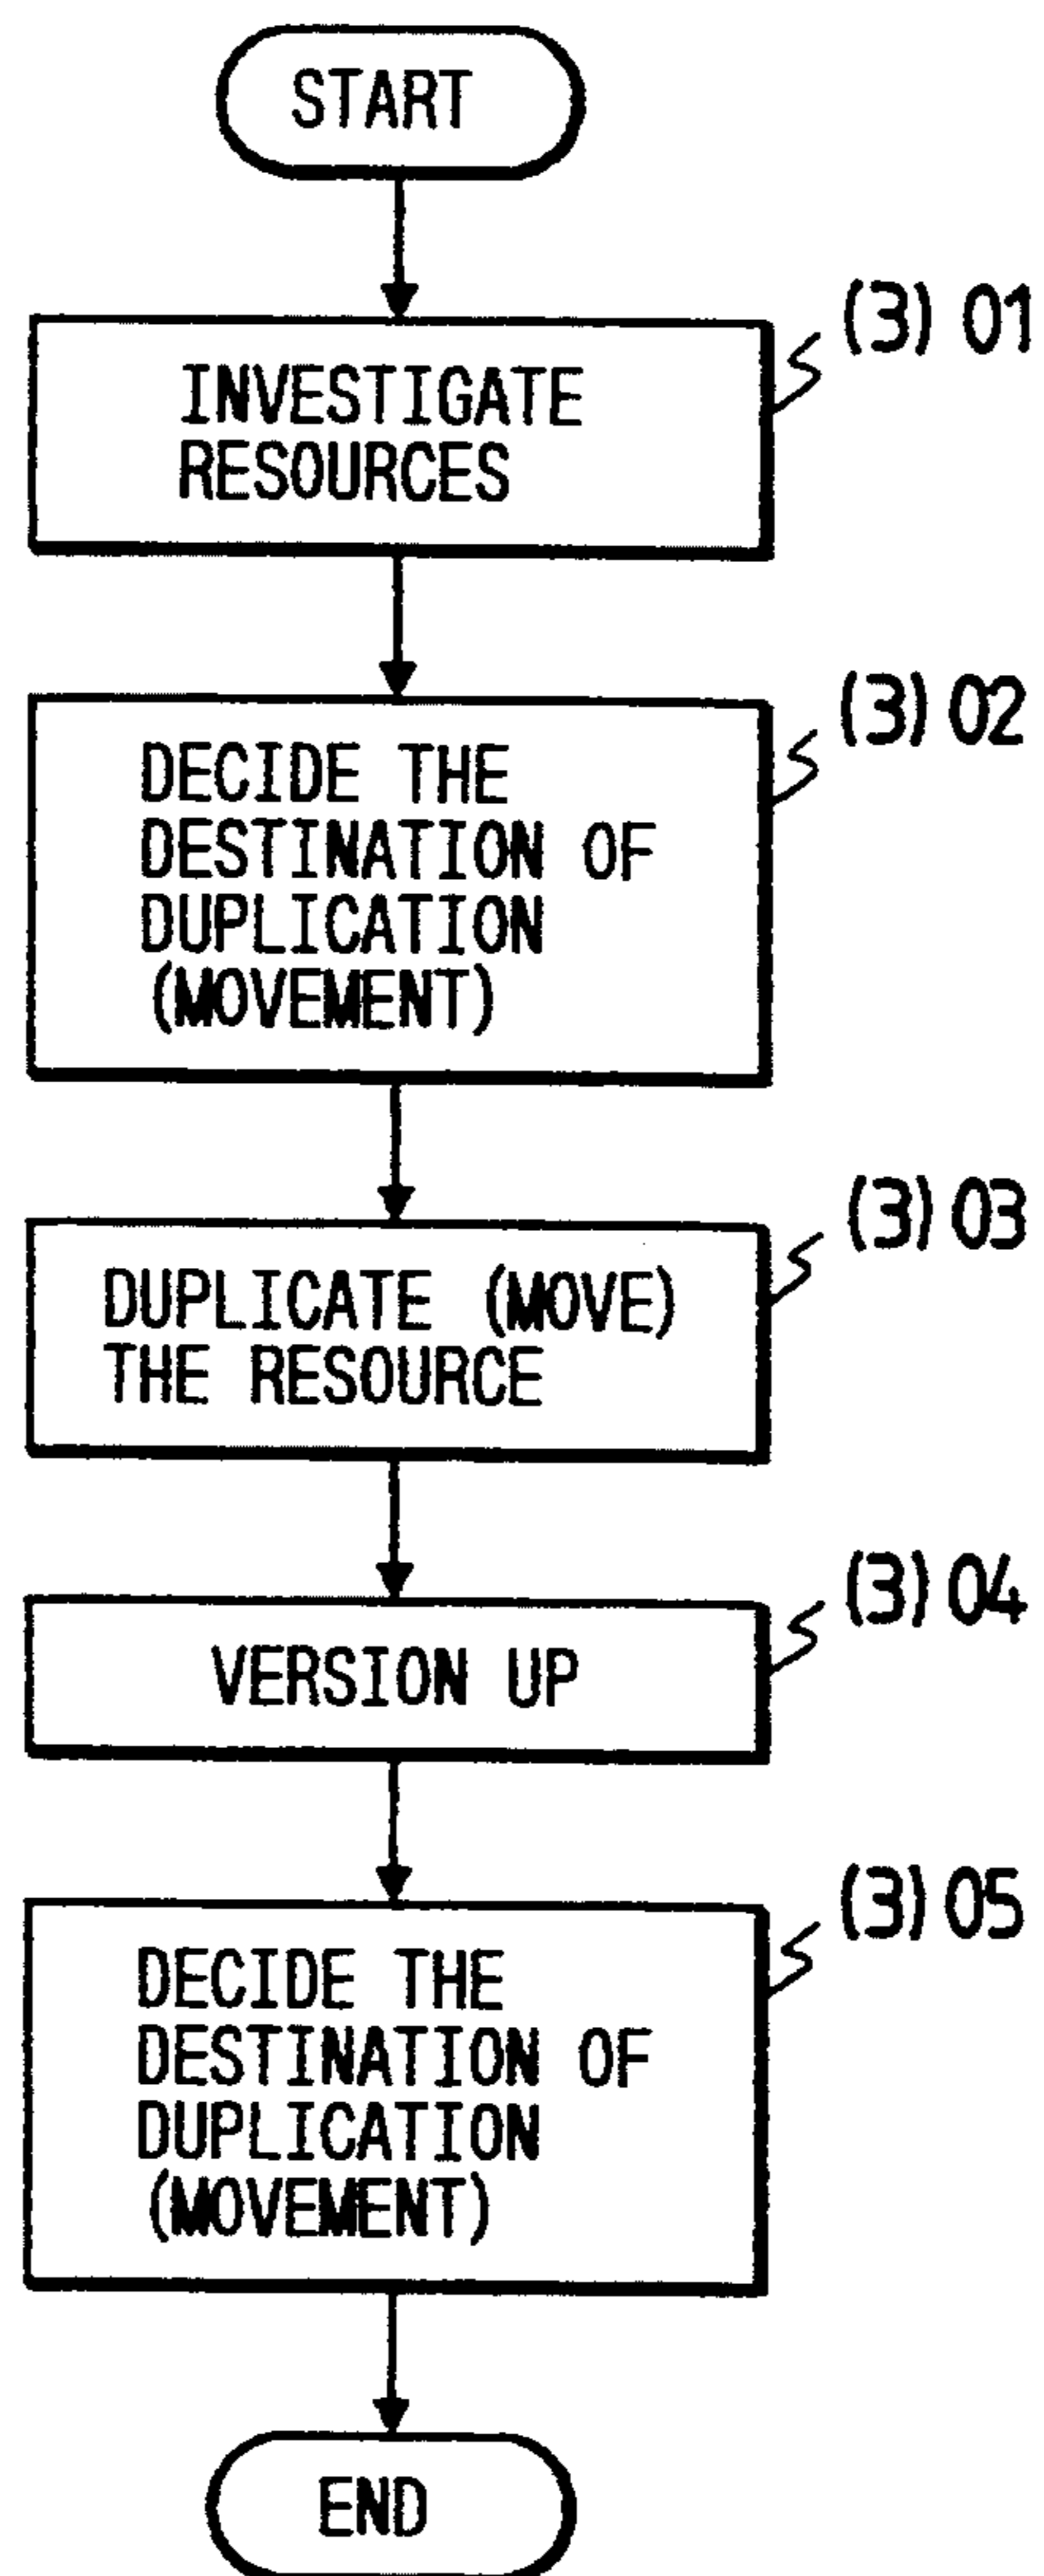 START
(3) 01
INVESTIGATE
RESOURCES
(3) 02
DECIDE THE
DESTINATION OF
DUPLICATION
(MOVEMENT)
(3) 03
DUPLICATE (MOVE)
THE RESOURCE
(3) 04
VERSION UP
(3) 05
DECIDE THE
DESTINATION OF
DUPLICATION
(MOVEMENT)
END